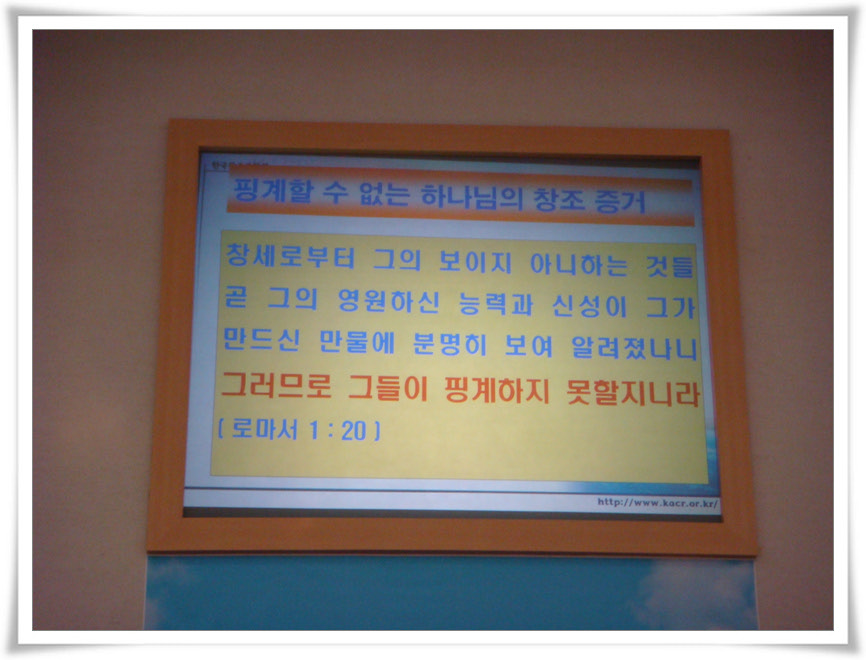 핑계할 수 없는 하나님의 창조 증거
창세로부터 그의 보이지 아니하는 것들
곧 그의 영원하신 능력과 신성이 그가
만드신 만물에 분명히 보여 알려졌나니
그러므로 그들이 핑계하지 못할지니라
( 로마서 1 : 20 )
http://www.kacr.or.kr/